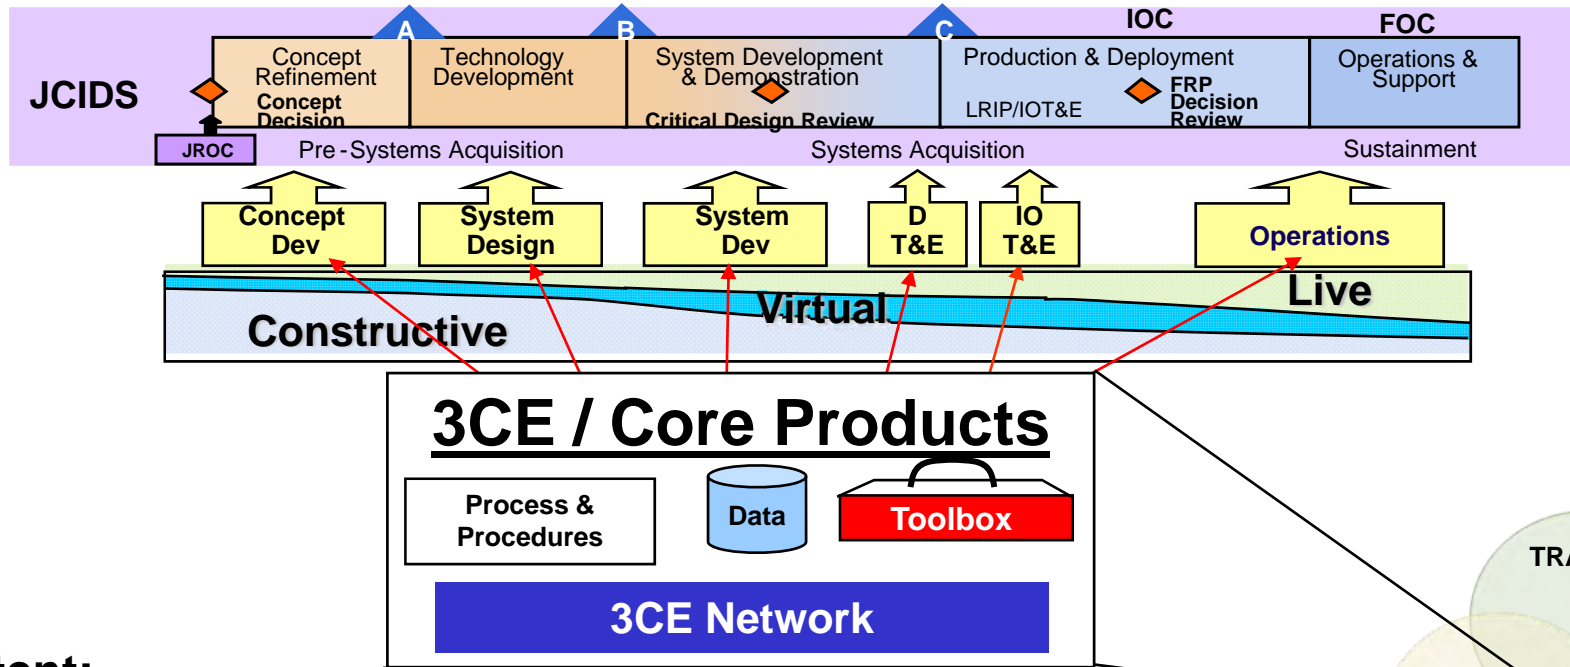 A
B
C
IOC
FOC
JCIDS
Concept
Refinement
Concept
Decision
Technology
Development
System Development
& Demonstration
Critical Design Review
Production & Deployment
LRIP/IOT&E
FRP
Decision
Review
Operations &
Support
JROC
Pre-Systems Acquisition
Systems Acquisition
Sustainment
Concept
Dev
System
Design
System
Dev
D
T&E
IO
T&E
Operations
Constructive
Virtual
Live
3CE / Core Products
Process &
Procedures
Data
Toolbox
3CE Network
TRA